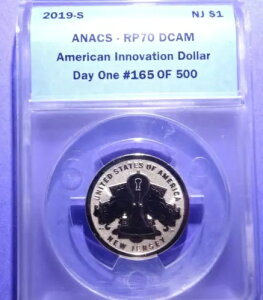 2019-S NJ $1
ANACS - RP70 DCAM
American Innovation Dollar
Day One #165 OF 500
UNITED STATES OF AMERICA
NEW JERSEY